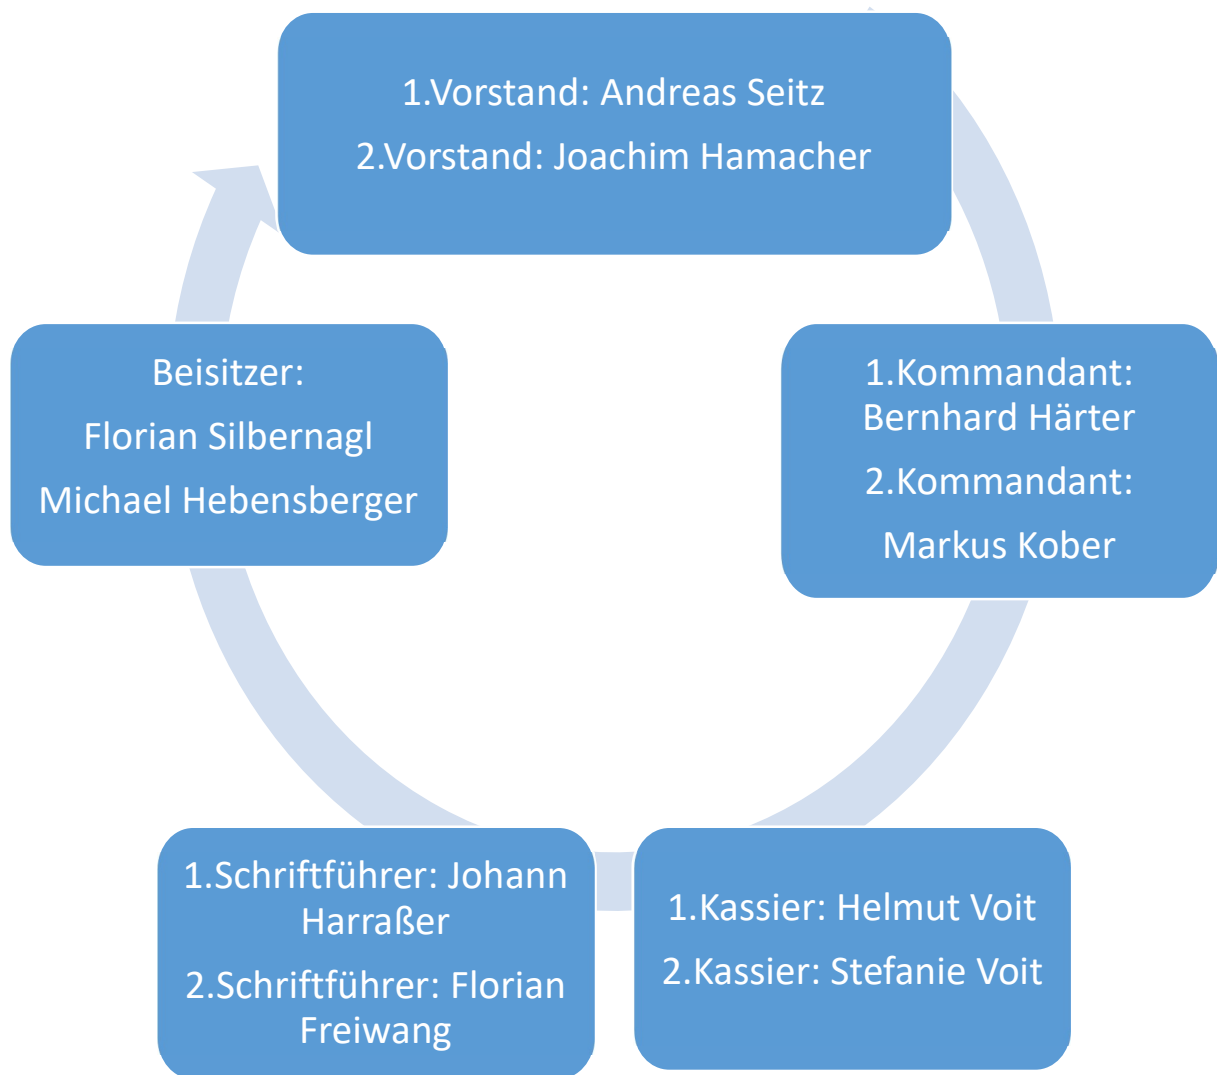 1.Vorstand: Andreas Seitz
2.Vorstand: Joachim Hamacher
1.Kommandant:
Bernhard Härter
2.Kommandant:
Markus Kober
1.Kassier: Helmut Voit
2.Kassier: Stefanie Voit
1.Schriftführer: Johann
Harraßer
2.Schriftführer: Florian
Freiwang
Beisitzer:
Florian Silbernagl
Michael Hebensberger